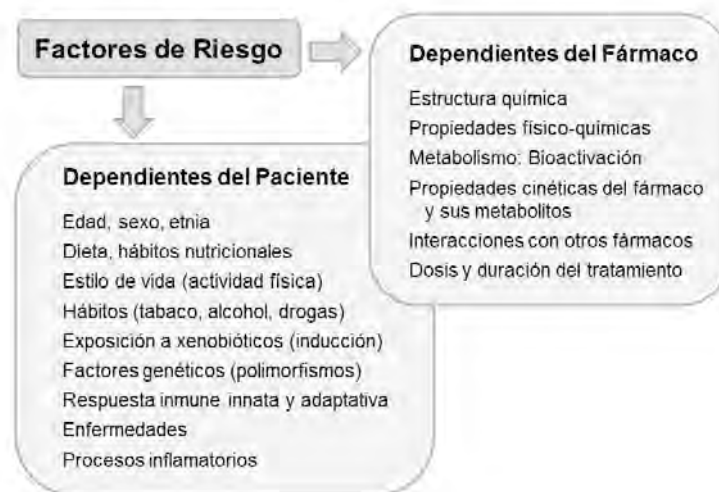 Factores de Riesgo
Dependientes del Fármaco
Estructura química
Propiedades físico-químicas
Metabolismo: Bioactivación
Propiedades cinéticas del fármaco
y sus metabolitos
Interacciones con otros fármacos
Dosis y duración del tratamiento
Dependientes del Paciente
Edad, sexo, etnia
Dieta, hábitos nutricionales
Estilo de vida (actividad física)
Hábitos (tabaco, alcohol, drogas)
Exposición a xenobióticos (inducción)
Factores genéticos (polimorfismos)
Respuesta inmune innata y adaptativa
Enfermedades
Procesos inflamatorios